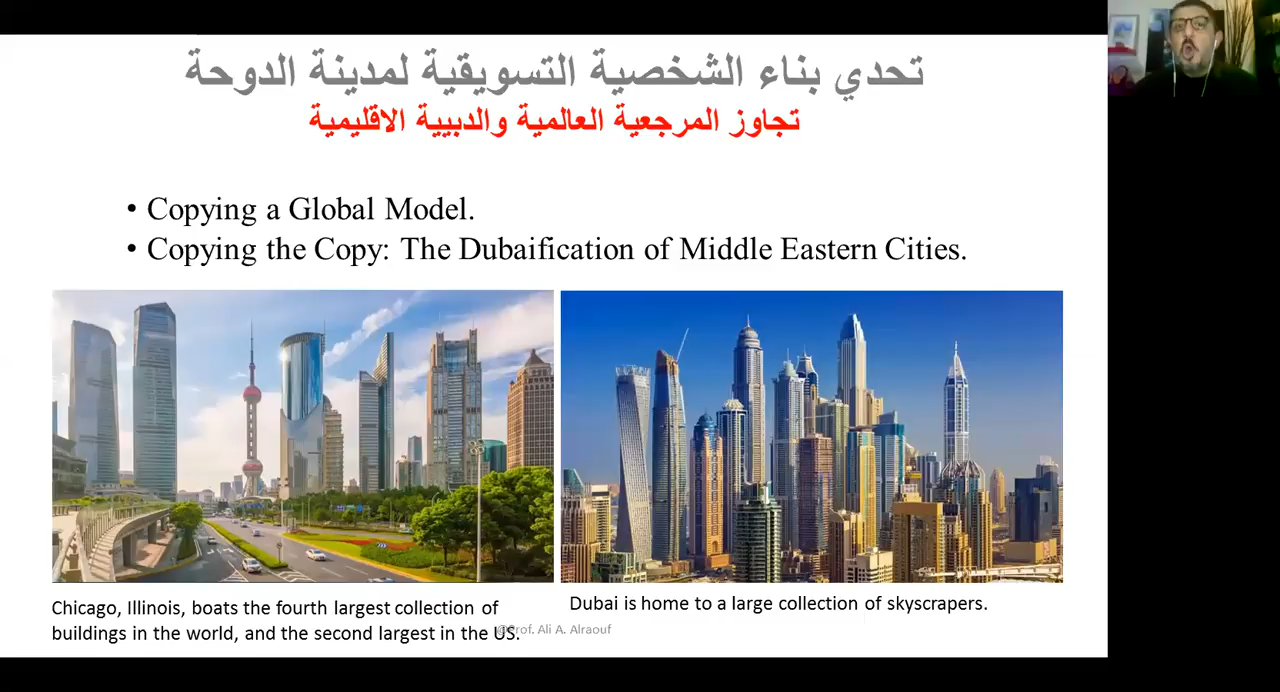 تحدي بناء الشخصية التسويقية لمدينة الدوحة
تجاوز المرجعية العالمية والدبيية الاقليمية
• Copying a Global Model.
• Copying the Copy: The Dubaification of Middle Eastern Cities.
Chicago, Illinois, boats the fourth largest collection of
buildings in the world, and the second largest in the US.
Dubai is home to a large collection of skyscrapers.
@Prof. Ali A. Alraouf